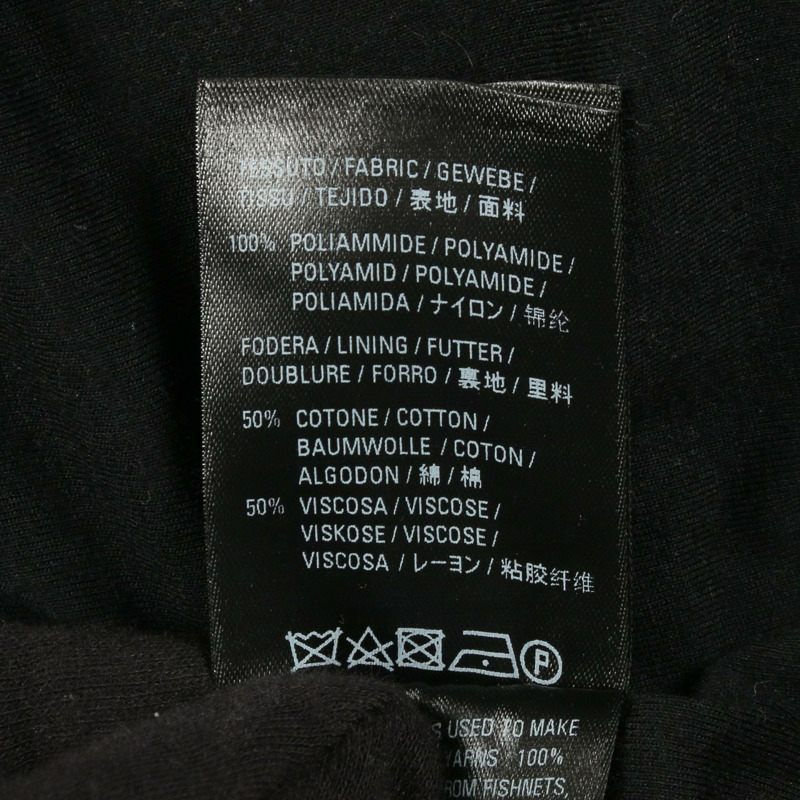 TESSUTO / FABRIC / GEWEBE /
TISSU / TEJIDO / 表地 / 面料
100% POLIAMMIDE / POLYAMIDE /
POLYAMID / POLYAMIDE /
POLIAMIDA / ナイロン / 锦纶
FODERA / LINING / FUTTER /
DOUBLURE / FORRO / 裏地 / 里料
50% COTONE / COTTON /
BAUMWOLLE / COTON /
ALGODON / 綿 / 棉
50% VISCOSA / VISCOSE /
VISKOSE / VISCOSE /
VISCOSA / レーヨン / 粘胶纤维
P
USED TO MAKE
YARNS 100%
FROM FISHNETS,